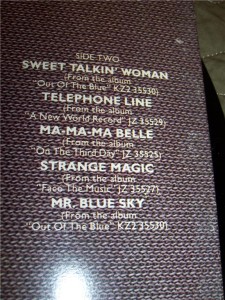 SIDE TWO
SWEET TALKIN' WOMAN
(From the album
"Out Of The Blue" KZ2 35530)
TELEPHONE LINE
(From the album
"A New World Record" JZ 35529)
MA-MA-MA BELLE
(From the album
"On The Third Day" JZ 35525)
STRANGE MAGIC
(From the album
"Face The Music" JZ 35527)
MR. BLUE SKY
(From the album
"Out Of The Blue" KZ2 35530)